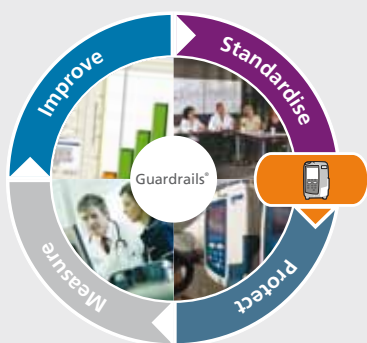 Improve
Standardise
Guardrails®
Measure
Protect